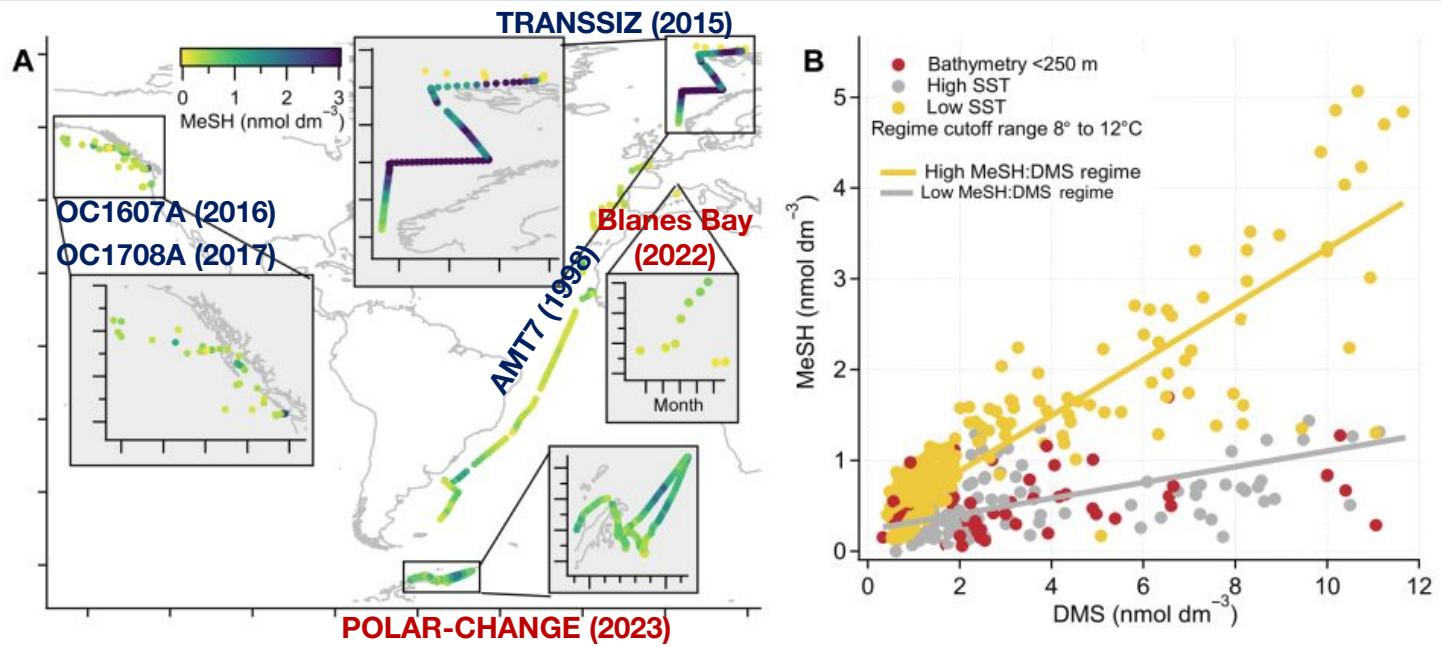 A
TRANSSIZ (2015)
0 1 2 3
MeSH (nmol dm⁻³)
OC1607A (2016)
OC1708A (2017)
Blanes Bay
(2022)
AMT7 (1998)
Month
POLAR-CHANGE (2023)
B
Bathymetry <250 m
High SST
Low SST
Regime cutoff range 8° to 12°C
High MeSH:DMS regime
Low MeSH:DMS regime
MeSH (nmol dm⁻³)
5
4
3
2
1
0
0 2 4 6 8 10 12
DMS (nmol dm⁻³)